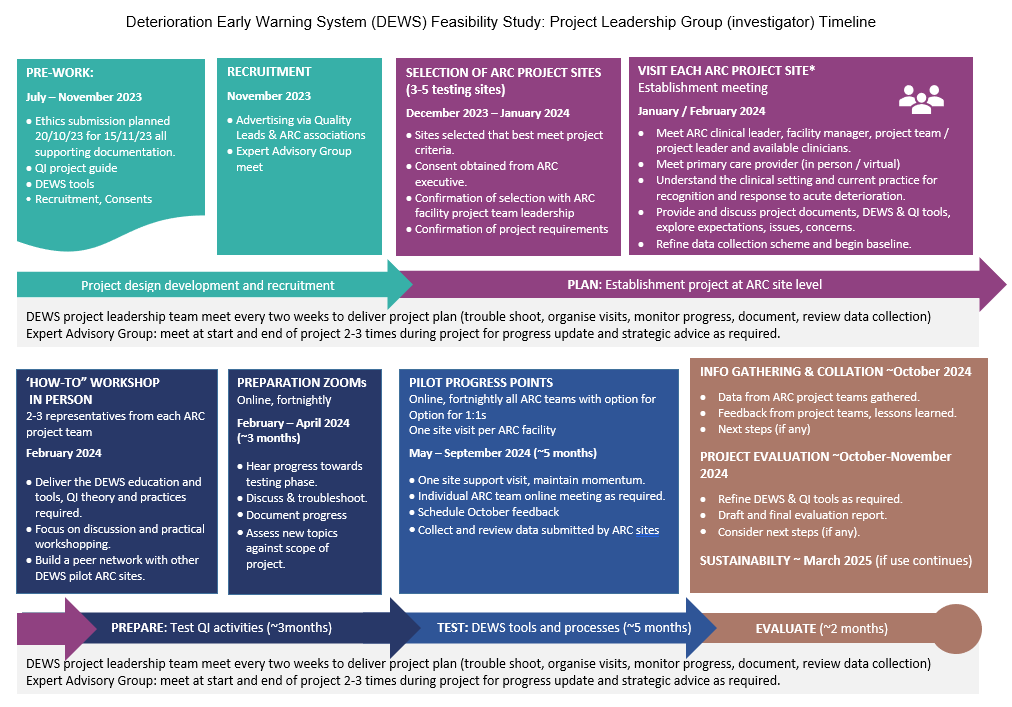 Deterioration Early Warning System (DEWS) Feasibility Study: Project Leadership Group (investigator) Timeline
PRE-WORK:
July – November 2023
• Ethics submission planned
20/10/23 for 15/11/23 all
supporting documentation.
• QI project guide
• DEWS tools
• Recruitment, Consents
RECRUITMENT
November 2023
• Advertising via Quality
Leads & ARC associations
• Expert Advisory Group
meet
SELECTION OF ARC PROJECT SITES
(3-5 testing sites)
December 2023 – January 2024
• Sites selected that best meet project
criteria.
• Consent obtained from ARC
executive.
• Confirmation of selection with ARC
facility project team leadership
• Confirmation of project requirements
VISIT EACH ARC PROJECT SITE*
Establishment meeting
January / February 2024
• Meet ARC clinical leader, facility manager, project team /
project leader and available clinicians.
• Meet primary care provider (in person / virtual)
• Understand the clinical setting and current practice for
recognition and response to acute deterioration.
• Provide and discuss project documents, DEWS & QI tools,
explore expectations, issues, concerns.
• Refine data collection scheme and begin baseline.
Project design development and recruitment
PLAN: Establishment project at ARC site level
DEWS project leadership team meet every two weeks to deliver project plan (trouble shoot, organise visits, monitor progress, document, review data collection)
Expert Advisory Group: meet at start and end of project 2-3 times during project for progress update and strategic advice as required.
‘HOW-TO” WORKSHOP
IN PERSON
2-3 representatives from each ARC
project team
February 2024
• Deliver the DEWS education and
tools, QI theory and practices
required.
• Focus on discussion and practical
workshopping.
• Build a peer network with other
DEWS pilot ARC sites.
PREPARATION ZOOMs
Online, fortnightly
February – April 2024
(~3 months)
• Hear progress towards
testing phase.
• Discuss & troubleshoot.
• Document progress
• Assess new topics
against scope of
project.
PILOT PROGRESS POINTS
Online, fortnightly all ARC teams with option for
Option for 1:1s
One site visit per ARC facility
May – September 2024 (~5 months)
• One site support visit, maintain momentum.
• Individual ARC team online meeting as required.
• Schedule October feedback
• Collect and review data submitted by ARC sites
INFO GATHERING & COLLATION ~October 2024
• Data from ARC project teams gathered.
• Feedback from project teams, lessons learned.
• Next steps (if any)
PROJECT EVALUATION ~October-November
2024
• Refine DEWS & QI tools as required.
• Draft and final evaluation report.
• Consider next steps (if any).
SUSTAINABILTY ~ March 2025 (if use continues)
PREPARE: Test QI activities (~3months)
TEST: DEWS tools and processes (~5 months)
EVALUATE (~2 months)
DEWS project leadership team meet every two weeks to deliver project plan (trouble shoot, organise visits, monitor progress, document, review data collection)
Expert Advisory Group: meet at start and end of project 2-3 times during project for progress update and strategic advice as required.